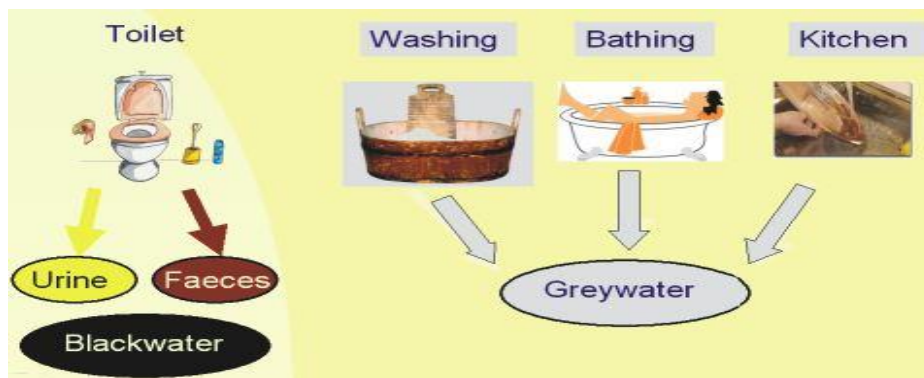 Toilet
Washing
Bathing
Kitchen
Urine
Faeces
Blackwater
Greywater